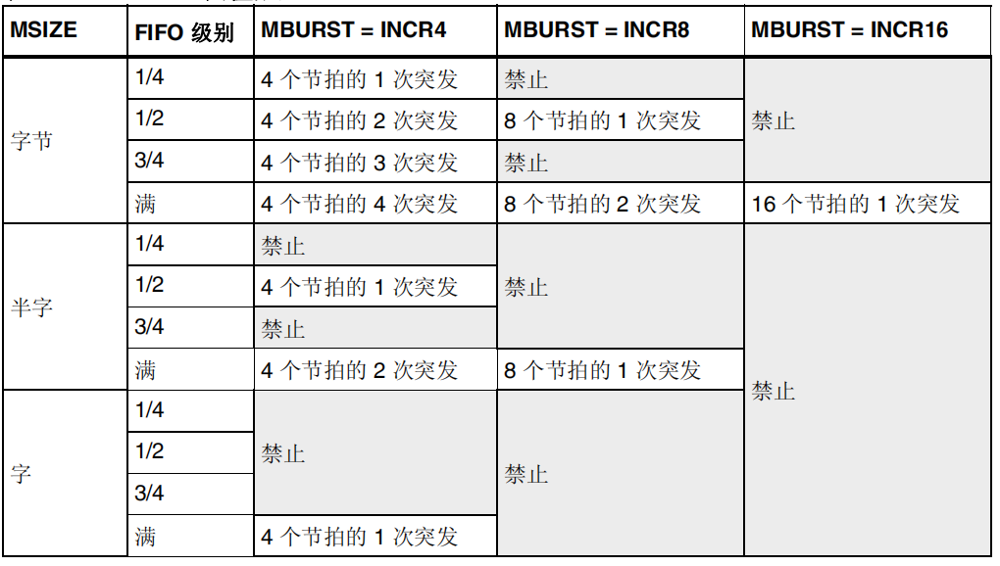 MSIZE FIFO 级别 MBURST = INCR4 MBURST = INCR8 MBURST = INCR16
字节 1/4 4 个节拍的 1 次突发 禁止 禁止
1/2 4 个节拍的 2 次突发 8 个节拍的 1 次突发
3/4 4 个节拍的 3 次突发 禁止
满 4 个节拍的 4 次突发 8 个节拍的 2 次突发 16 个节拍的 1 次突发
半字 1/4 禁止 禁止 禁止
1/2 4 个节拍的 1 次突发
3/4 禁止
满 4 个节拍的 2 次突发 8 个节拍的 1 次突发
字 1/4 禁止 禁止
1/2
3/4
满 4 个节拍的 1 次突发